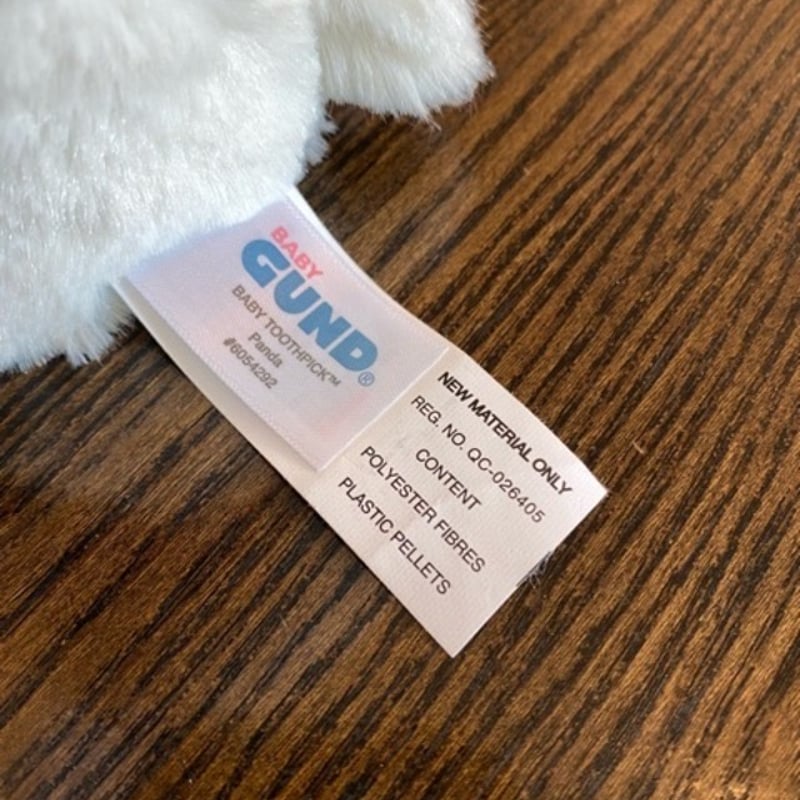 BABY
GUND®
BABY TOOTHPICK™
Panda
#6054292
NEW MATERIAL ONLY
REG. NO. QC-026405
CONTENT
POLYESTER FIBRES
PLASTIC PELLETS